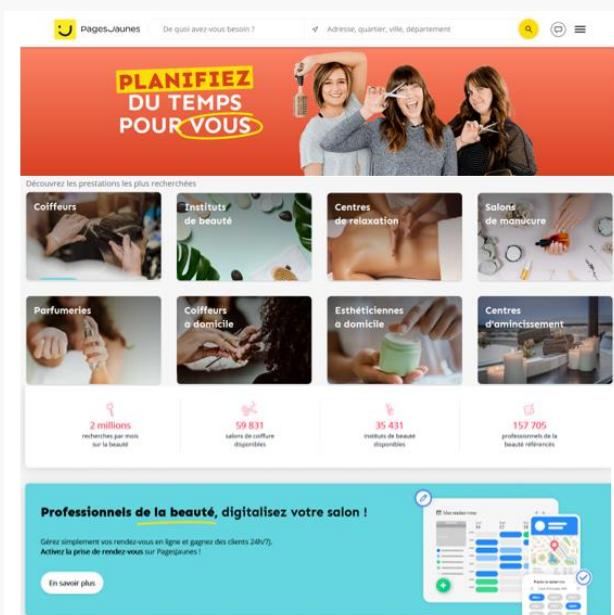 PagesJaunes
De quoi avez-vous besoin ?
Adresse, quartier, ville, département
PLANIFIEZ
DU TEMPS
POUR VOUS
Découvrez les prestations les plus recherchées
Coiffeurs
Instituts
de beauté
Centres
de relaxation
Salons
de manucure
Parfumeries
Coiffeurs
à domicile
Esthéticiennes
à domicile
Centres
d'amincissement
2 millions
recherches par mois
sur la beauté
59 831
salons de coiffure
disponibles
35 431
instituts de beauté
disponibles
157 705
professionnels de la
beauté référencés
Professionnels de la beauté, digitalisez votre salon !
Gérez simplement vos rendez-vous en ligne et gagnez des clients 24h/7j.
Activez la prise de rendez-vous sur PagesJaunes !
En savoir plus